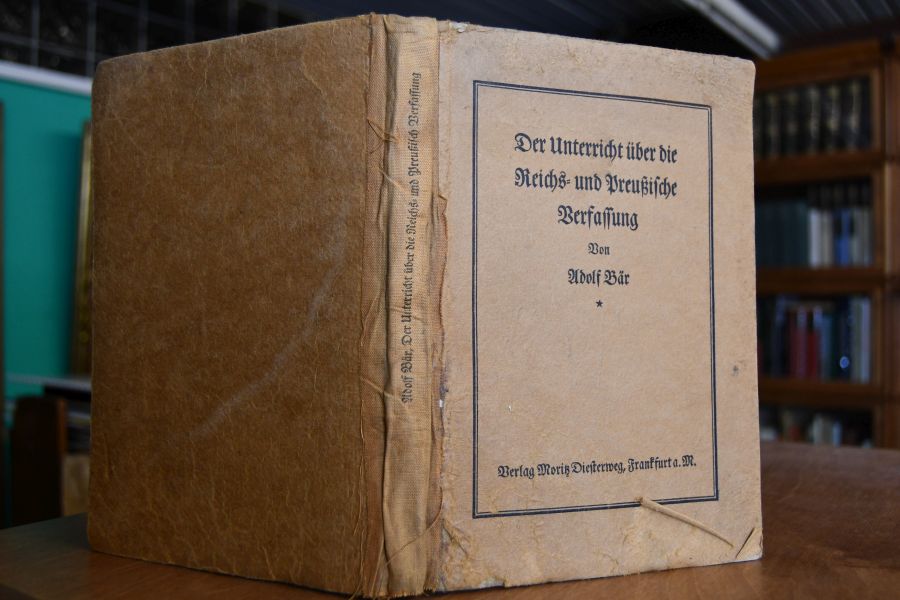 Adolf Bär, Der Unterricht über die Reichs- und Preußisch Verfassung
Der Unterricht über die
Reichs- und Preußische
Verfassung
Von
Adolf Bär
*
Verlag Moritz Diesterweg, Frankfurt a. M.